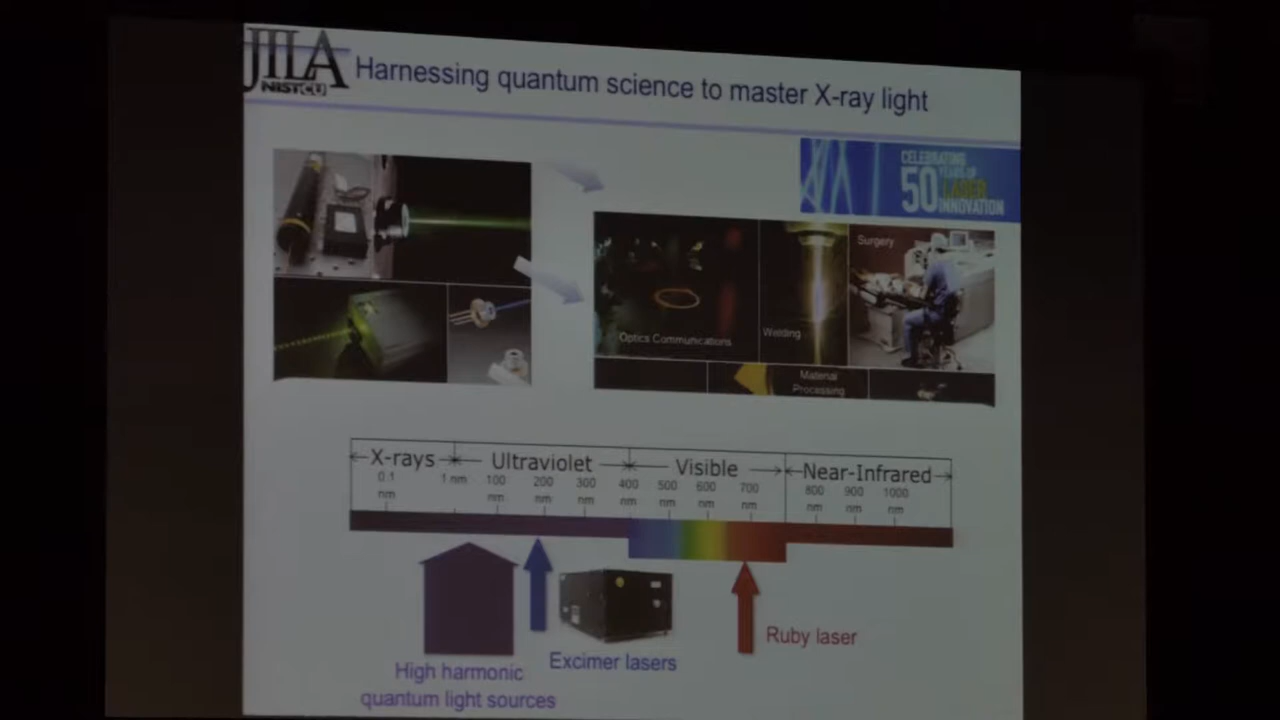 JILA
NIST/CU
Harnessing quantum science to master X-ray light
CELEBRATING
50 YEARS OF
LASER
INNOVATION
Surgery
Optics Communications
Welding
Material
Processing
X-rays Ultraviolet Visible Near-Infrared
0.1 nm 1 nm 100 nm 200 nm 300 nm 400 nm 500 nm 600 nm 700 nm 800 nm 900 nm 1000 nm
High harmonic
quantum light sources
Excimer lasers
Ruby laser